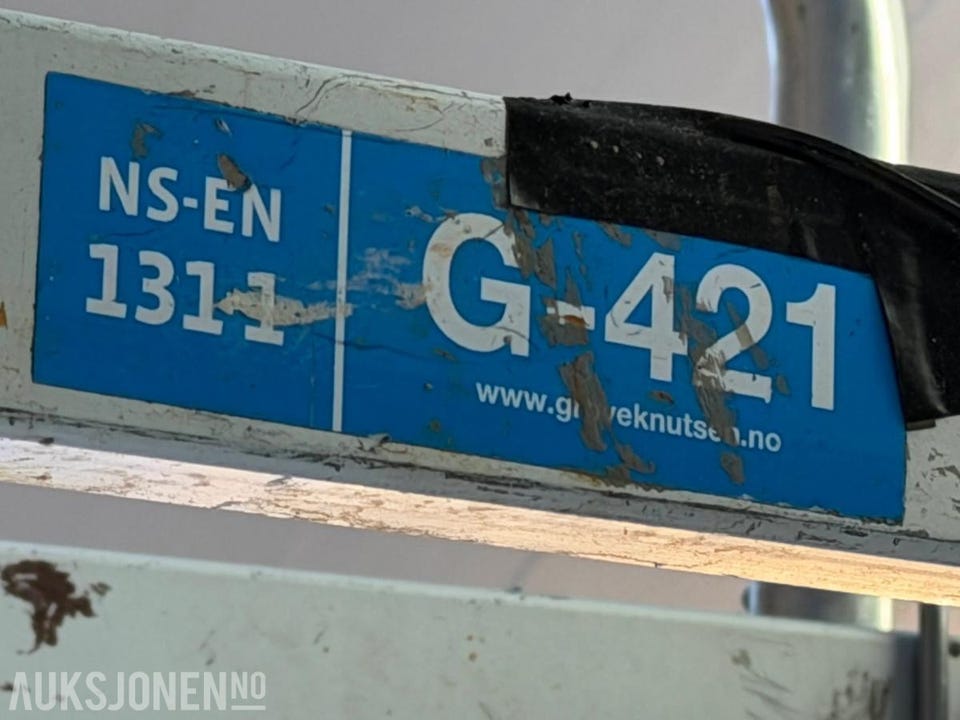 NS-EN
1311
G-421
AUKSJONEN.NO